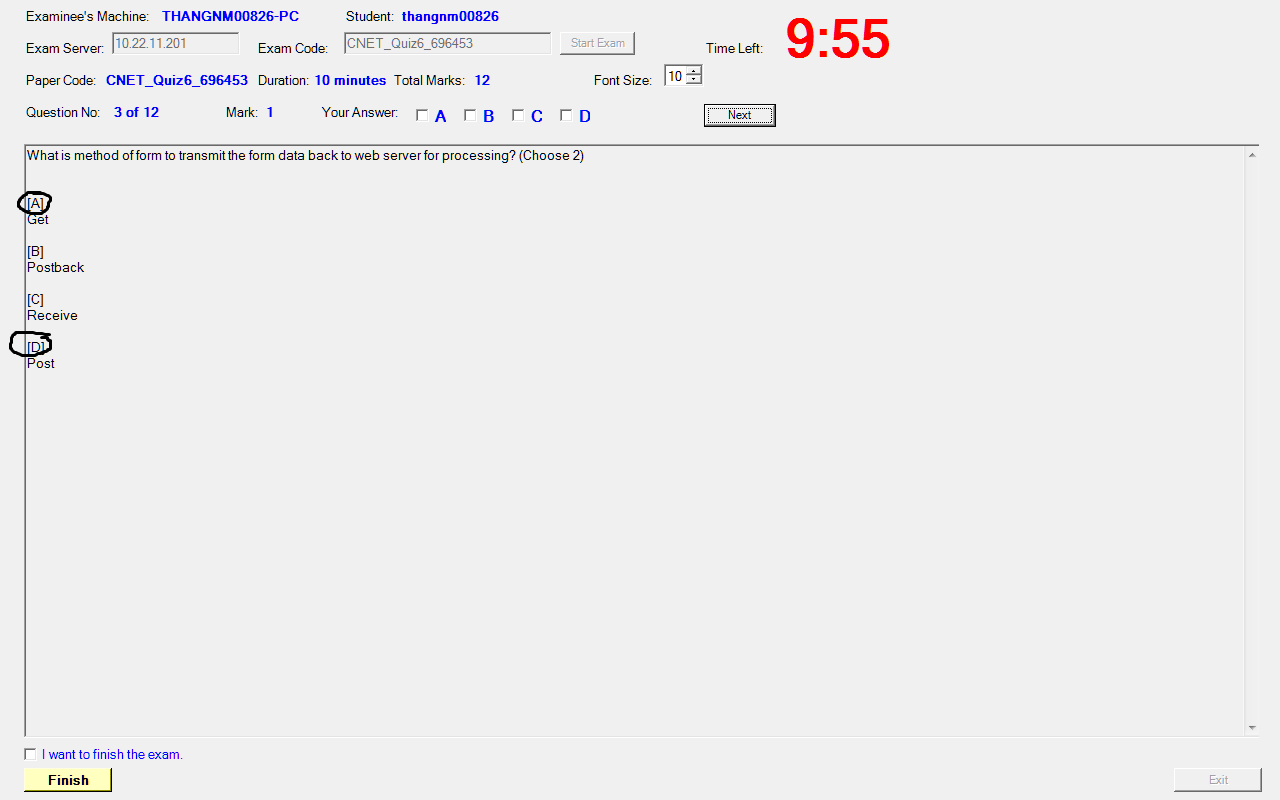 Examinee's Machine: THANGNM00826-PC Student: thangnm00826
Exam Server: 10.22.11.201 Exam Code: CNET_Quiz6_696453 Start Exam Time Left: 9:55
Paper Code: CNET_Quiz6_696453 Duration: 10 minutes Total Marks: 12 Font Size: 10
Question No: 3 of 12 Mark: 1 Your Answer: A B C D Next
What is method of form to transmit the form data back to web server for processing? (Choose 2)
[A]
Get
[B]
Postback
[C]
Receive
[D]
Post
I want to finish the exam.
Finish Exit